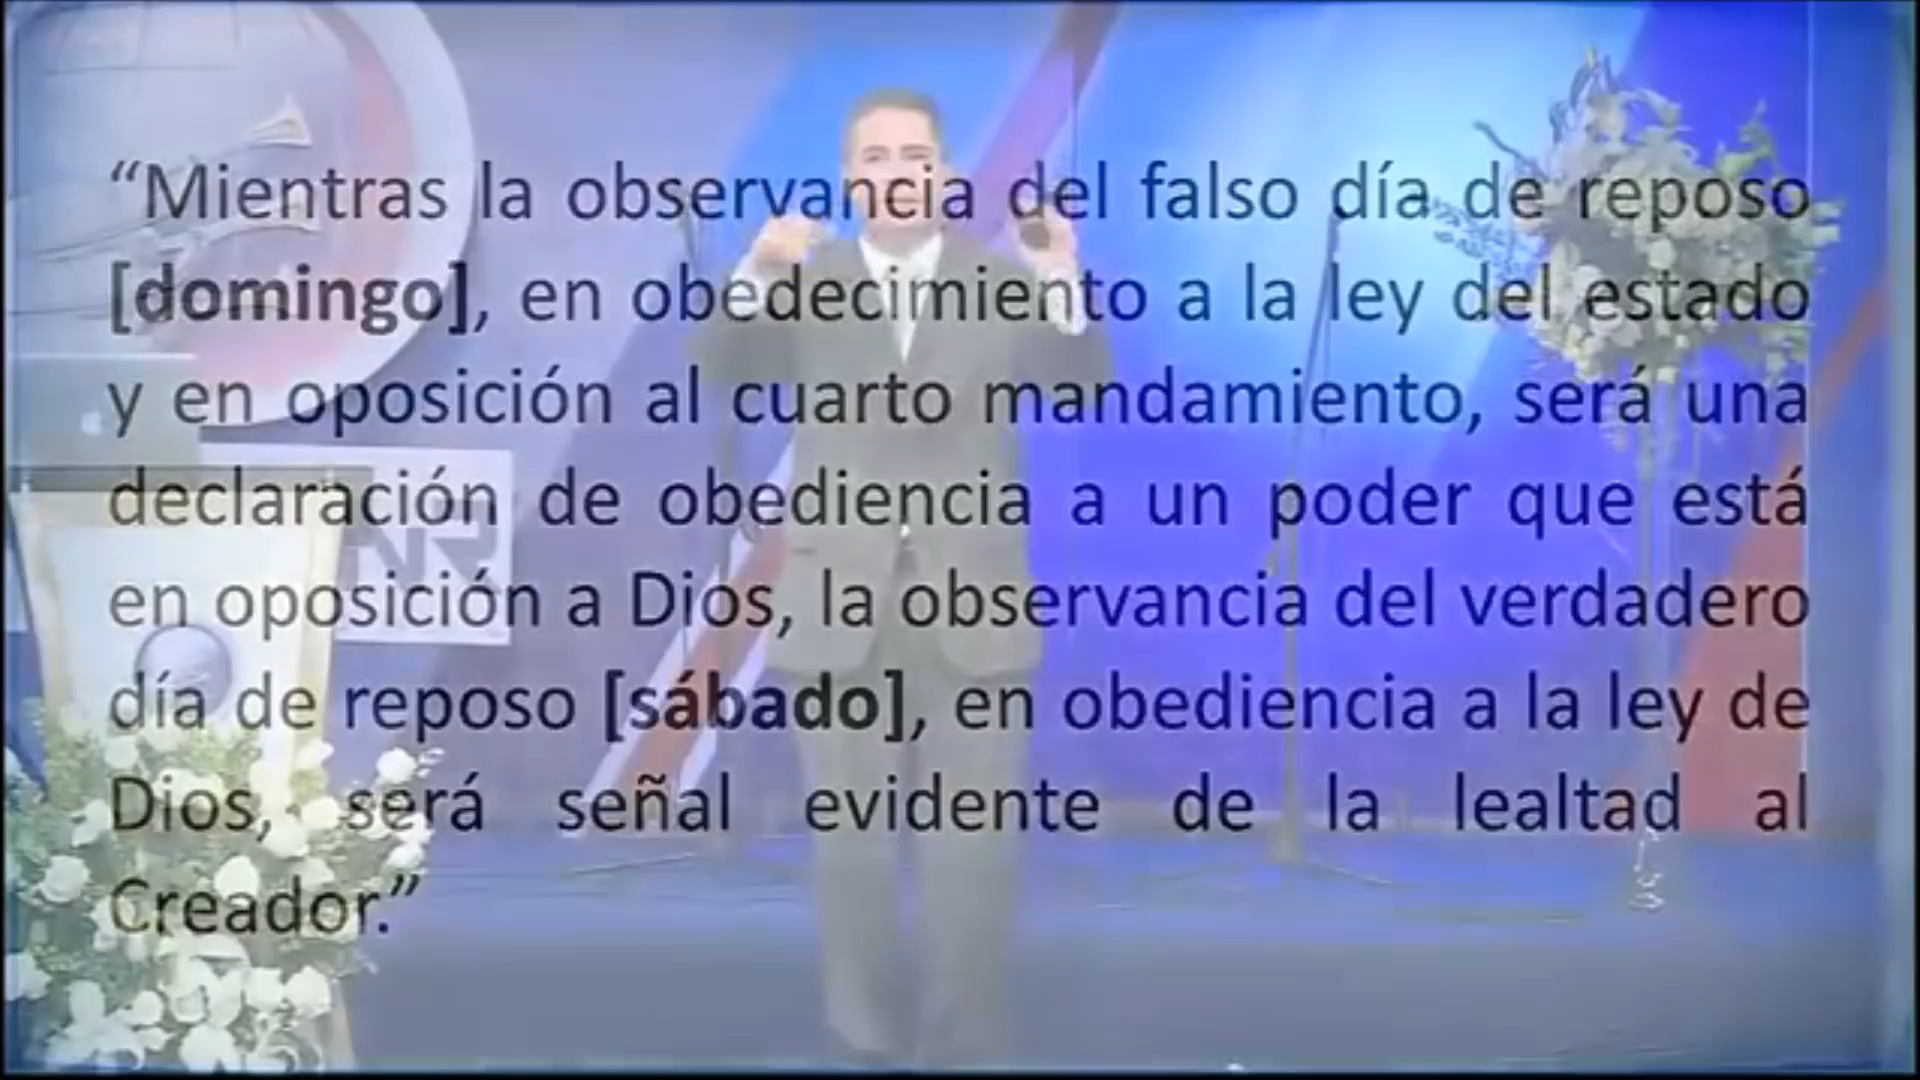 “Mientras la observancia del falso día de reposo
[domingo], en obedecimiento a la ley del estado
y en oposición al cuarto mandamiento, será una
declaración de obediencia a un poder que está
en oposición a Dios, la observancia del verdadero
día de reposo [sábado], en obediencia a la ley de
Dios, será señal evidente de la lealtad al
Creador.”
NR